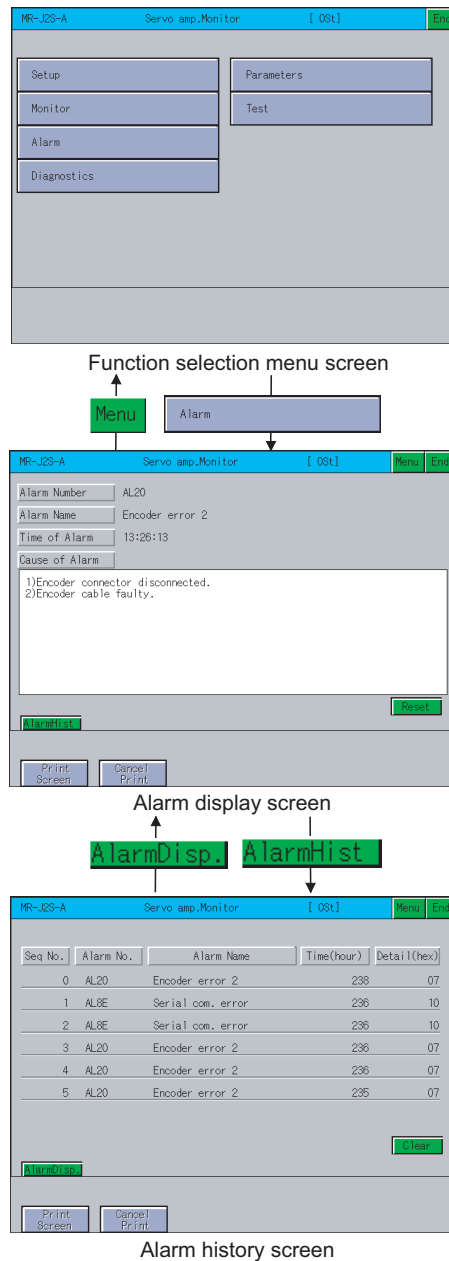 MR-J2S-A Servo amp.Monitor [ 0St] End
Setup Parameters
Monitor Test
Alarm
Diagnostics
Function selection menu screen
Menu Alarm
MR-J2S-A Servo amp.Monitor [ 0St] Menu End
Alarm Number AL20
Alarm Name Encoder error 2
Time of Alarm 13:26:13
Cause of Alarm
1)Encoder connector disconnected.
2)Encoder cable faulty.
Reset
AlarmHist
Print Cancel
Screen Print
Alarm display screen
AlarmDisp. AlarmHist
MR-J2S-A Servo amp.Monitor [ 0St] Menu End
Seq No. Alarm No. Alarm Name Time(hour) Detail(hex)
0 AL20 Encoder error 2 238 07
1 AL8E Serial com. error 236 10
2 AL8E Serial com. error 236 10
3 AL20 Encoder error 2 236 07
4 AL20 Encoder error 2 236 07
5 AL20 Encoder error 2 235 07
Clear
AlarmDisp.
Print Cancel
Screen Print
Alarm history screen